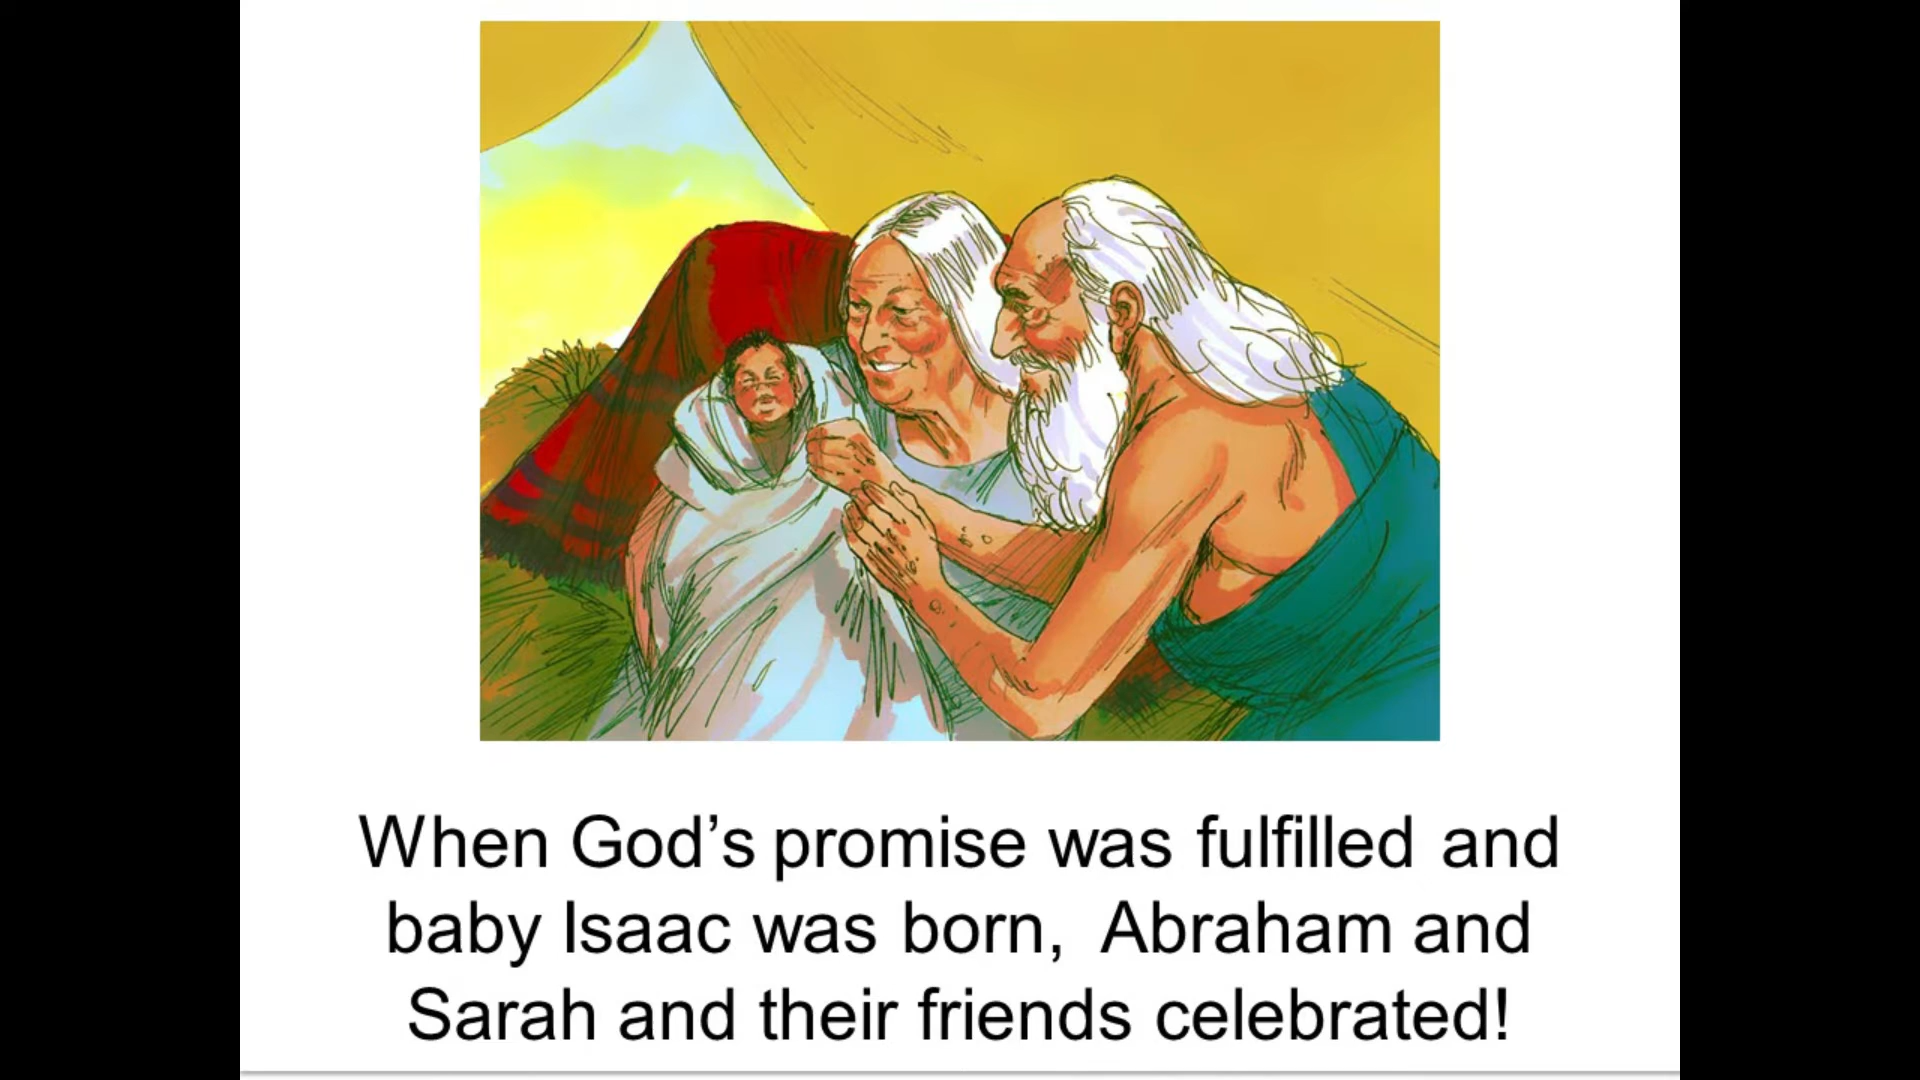 When God’s promise was fulfilled and
baby Isaac was born, Abraham and
Sarah and their friends celebrated!